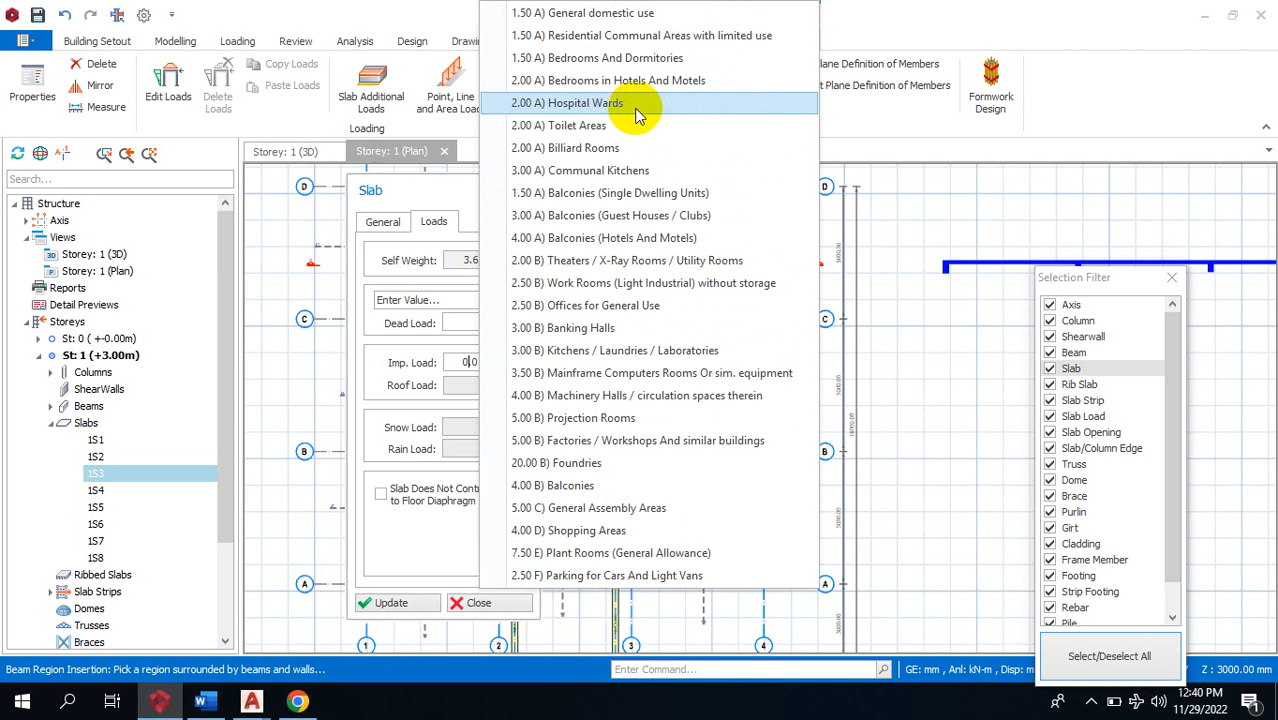 Building Setout
Modelling
Loading
Review
Analysis
Design
Drawin
Properties
Delete
Mirror
Measure
Edit Loads
Delete Loads
Copy Loads
Paste Loads
Slab Additional Loads
Point, Line and Area Load
Loading
Plane Definition of Members
Plane Definition of Members
Formwork Design
1.50 A) General domestic use
1.50 A) Residential Communal Areas with limited use
1.50 A) Bedrooms And Dormitories
2.00 A) Bedrooms in Hotels And Motels
2.00 A) Hospital Wards
2.00 A) Toilet Areas
2.00 A) Billiard Rooms
3.00 A) Communal Kitchens
1.50 A) Balconies (Single Dwelling Units)
3.00 A) Balconies (Guest Houses / Clubs)
4.00 A) Balconies (Hotels And Motels)
2.00 B) Theaters / X-Ray Rooms / Utility Rooms
2.50 B) Work Rooms (Light Industrial) without storage
2.50 B) Offices for General Use
3.00 B) Banking Halls
3.00 B) Kitchens / Laundries / Laboratories
3.50 B) Mainframe Computers Rooms Or sim. equipment
4.00 B) Machinery Halls / circulation spaces therein
5.00 B) Projection Rooms
5.00 B) Factories / Workshops And similar buildings
20.00 B) Foundries
4.00 B) Balconies
5.00 C) General Assembly Areas
4.00 D) Shopping Areas
7.50 E) Plant Rooms (General Allowance)
2.50 F) Parking for Cars And Light Vans
Storey: 1 (3D)
Storey: 1 (Plan)
Search...
Structure
Axis
Views
3D Storey: 1 (3D)
P Storey: 1 (Plan)
Reports
Detail Previews
Storeys
St: 0 ( +-0.00m)
St: 1 (+3.00m)
Columns
ShearWalls
Beams
Slabs
1S1
1S2
1S3
1S4
1S5
1S6
1S7
1S8
Ribbed Slabs
Slab Strips
Domes
Trusses
Braces
D
C
B
A
1
2
3
4
D
C
B
A
Slab
General
Loads
Self Weight: 3.6
Enter Value...
Dead Load:
Imp. Load: 0.0
Roof Load:
Snow Load:
Rain Load:
Slab Does Not Contr
to Floor Diaphragm
Update
Close
Selection Filter
Axis
Column
Shearwall
Beam
Slab
Rib Slab
Slab Strip
Slab Load
Slab Opening
Slab/Column Edge
Truss
Dome
Brace
Purlin
Girt
Cladding
Frame Member
Footing
Strip Footing
Rebar
Pile
Select/Deselect All
Beam Region Insertion: Pick a region surrounded by beams and walls...
Enter Command...
GE: mm , Anl: kN-m , Disp: m
Z : 3000.00 mm
12:40 PM
11/29/2022